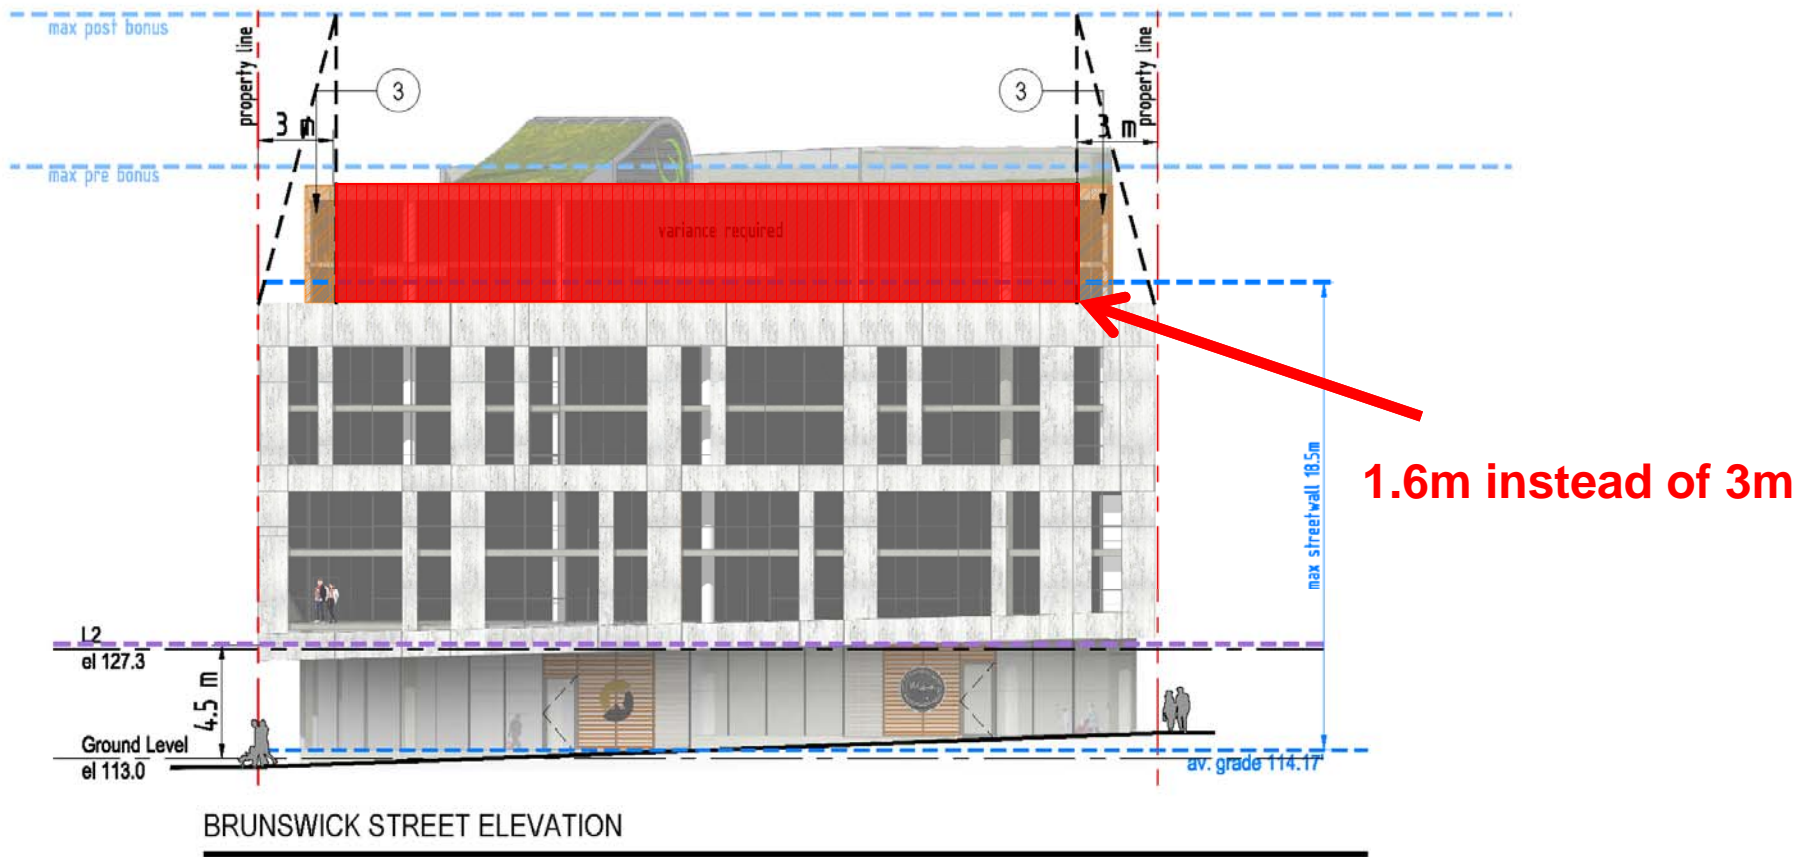 max post bonus
property line
property line
3
3
3 m
3 m
max pre bonus
variance required
max streetwall 18.5m
1.6m instead of 3m
L2
el 127.3
4.5 m
Ground Level
el 113.0
av. grade 114.17'
BRUNSWICK STREET ELEVATION